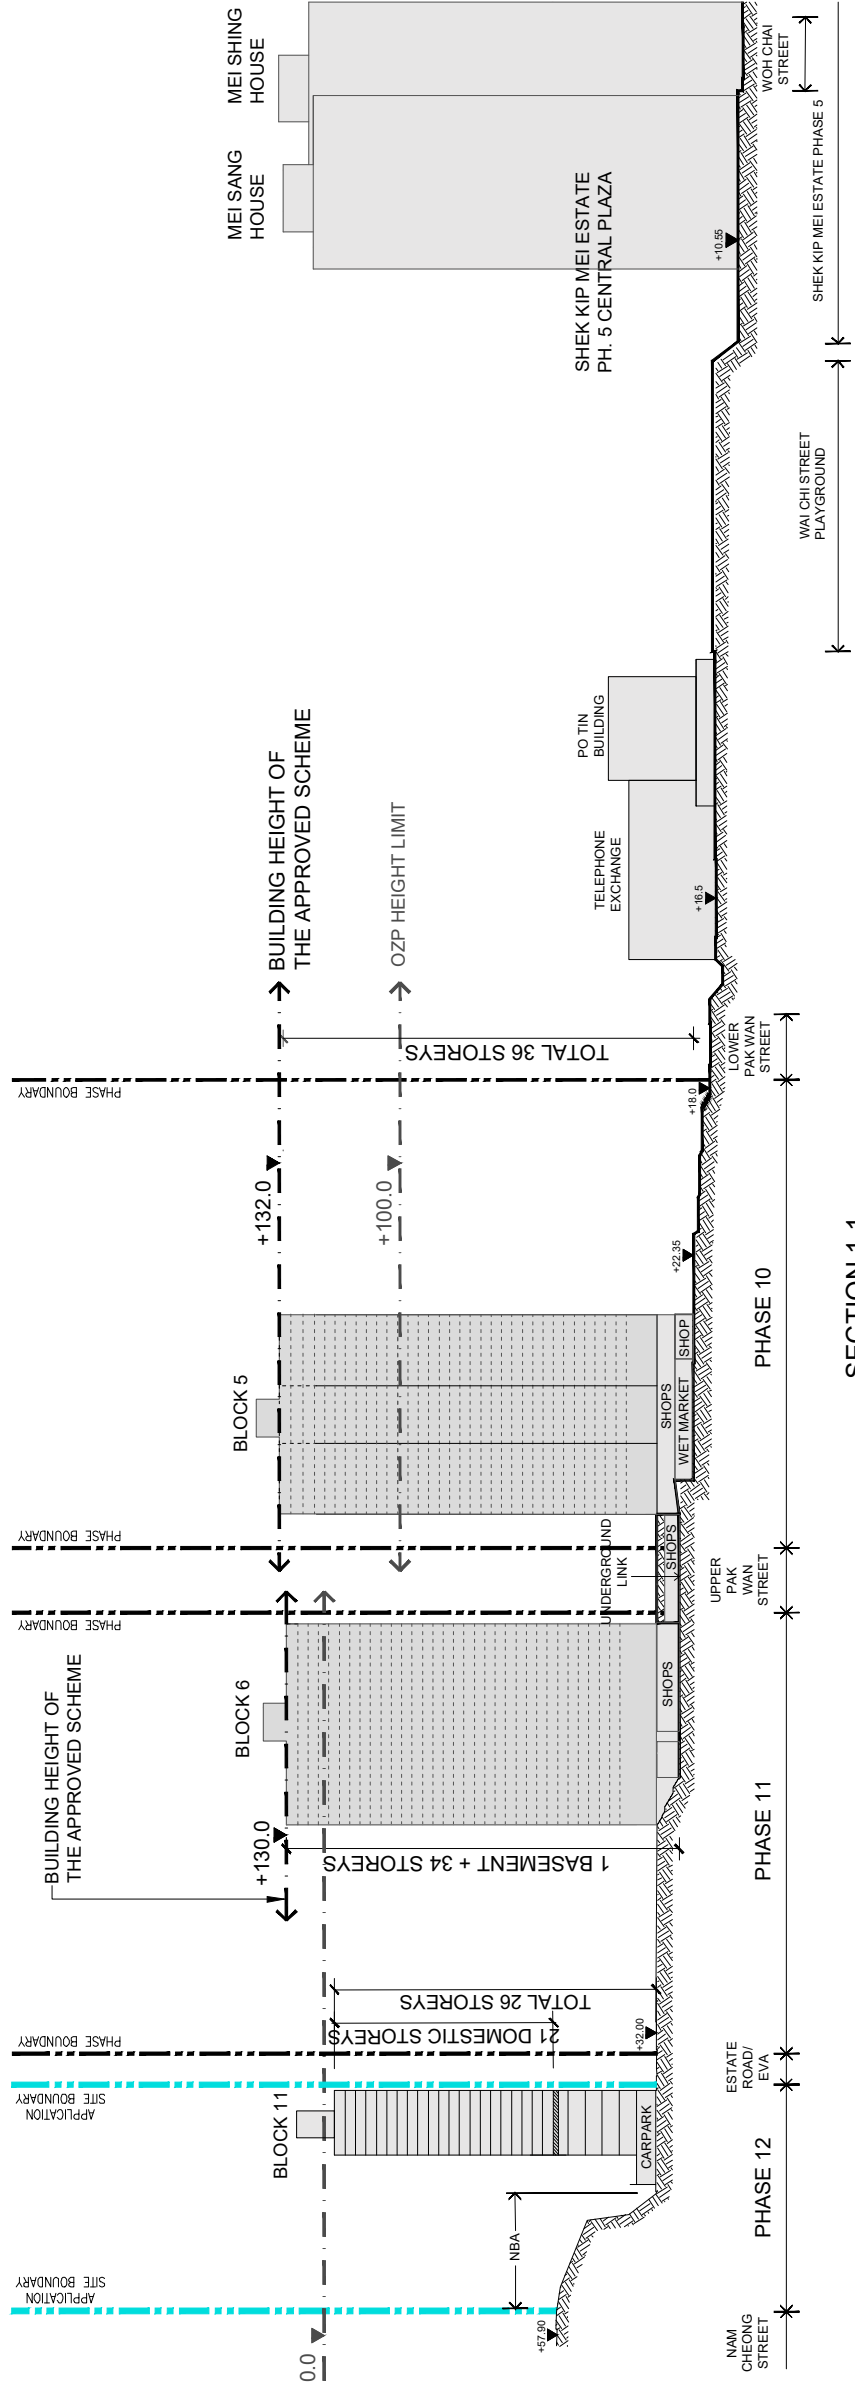 MEI SHING
HOUSE
MEI SANG
HOUSE
SHEK KIP MEI ESTATE
PH. 5 CENTRAL PLAZA
+10.55
WOH CHAI
STREET
SHEK KIP MEI ESTATE PHASE 5
WAI CHI STREET
PLAYGROUND
PO TIN
BUILDING
TELEPHONE
EXCHANGE
+16.5
BUILDING HEIGHT OF
THE APPROVED SCHEME
OZP HEIGHT LIMIT
TOTAL 36 STOREYS
LOWER
PAK WAN
STREET
PHASE BOUNDARY
+18.0
+132.0
+100.0
+22.35
PHASE 10
BLOCK 5
SHOPS
SHOP
WET MARKET
PHASE BOUNDARY
UNDERGROUND
LINK
SHOPS
UPPER
PAK
WAN
STREET
PHASE BOUNDARY
BUILDING HEIGHT OF
THE APPROVED SCHEME
BLOCK 6
SHOPS
+130.0
1 BASEMENT + 34 STOREYS
PHASE 11
TOTAL 26 STOREYS
21 DOMESTIC STOREYS
+32.00
PHASE BOUNDARY
ESTATE
ROAD/
EVA
APPLICATION
SITE BOUNDARY
BLOCK 11
CARPARK
PHASE 12
NBA
APPLICATION
SITE BOUNDARY
+57.90
NAM
CHEONG
STREET
0.0